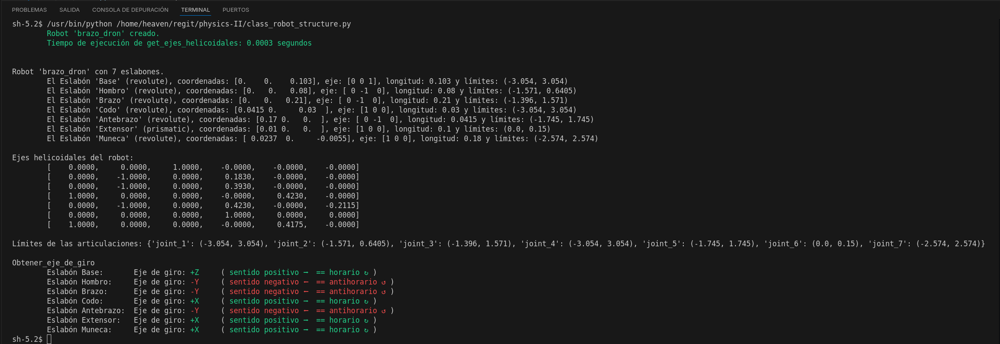 PROBLEMAS SALIDA CONSOLA DE DEPURACIÓN TERMINAL PUERTOS
sh-5.2$ /usr/bin/python /home/heaven/regit/physics-II/class_robot_structure.py
Robot 'brazo_dron' creado.
Tiempo de ejecución de get_ejes_helicoidales: 0.0003 segundos
Robot 'brazo_dron' con 7 eslabones.
El Eslabón 'Base' (revolute), coordenadas: [0.    0.    0.103], eje: [0 0 1], longitud: 0.103 y límites: (-3.054, 3.054)
El Eslabón 'Hombro' (revolute), coordenadas: [0.   0.   0.08], eje: [ 0 -1  0], longitud: 0.08 y límites: (-1.571, 0.6405)
El Eslabón 'Brazo' (revolute), coordenadas: [0.   0.   0.21], eje: [ 0 -1  0], longitud: 0.21 y límites: (-1.396, 1.571)
El Eslabón 'Codo' (revolute), coordenadas: [0.0415 0.     0.03  ], eje: [1 0 0], longitud: 0.03 y límites: (-3.054, 3.054)
El Eslabón 'Antebrazo' (revolute), coordenadas: [0.17 0.   0.  ], eje: [ 0 -1  0], longitud: 0.0415 y límites: (-1.745, 1.745)
El Eslabón 'Extensor' (prismatic), coordenadas: [0.01 0.   0.  ], eje: [1 0 0], longitud: 0.1 y límites: (0.0, 0.15)
El Eslabón 'Muneca' (revolute), coordenadas: [ 0.0237  0.     -0.0055], eje: [1 0 0], longitud: 0.18 y límites: (-2.574, 2.574)
Ejes helicoidales del robot:
[    0.0000,     0.0000,     1.0000,    -0.0000,    -0.0000,    -0.0000]
[    0.0000,    -1.0000,     0.0000,     0.1830,    -0.0000,    -0.0000]
[    0.0000,    -1.0000,     0.0000,     0.3930,    -0.0000,    -0.0000]
[    1.0000,     0.0000,     0.0000,    -0.0000,     0.4230,    -0.0000]
[    0.0000,    -1.0000,     0.0000,     0.4230,    -0.0000,    -0.2115]
[    0.0000,     0.0000,     0.0000,     1.0000,     0.0000,     0.0000]
[    1.0000,     0.0000,     0.0000,    -0.0000,     0.4175,    -0.0000]
Límites de las articulaciones: {'joint_1': (-3.054, 3.054), 'joint_2': (-1.571, 0.6405), 'joint_3': (-1.396, 1.571), 'joint_4': (-3.054, 3.054), 'joint_5': (-1.745, 1.745), 'joint_6': (0.0, 0.15), 'joint_7': (-2.574, 2.574)}
Obtener_eje_de_giro
Eslabón Base:       Eje de giro: +Z     ( sentido positivo →  == horario ↻ )
Eslabón Hombro:     Eje de giro: -Y     ( sentido negativo ←  == antihorario ↺ )
Eslabón Brazo:      Eje de giro: -Y     ( sentido negativo ←  == antihorario ↺ )
Eslabón Codo:       Eje de giro: +X     ( sentido positivo →  == horario ↻ )
Eslabón Antebrazo:  Eje de giro: -Y     ( sentido negativo ←  == antihorario ↺ )
Eslabón Extensor:   Eje de giro: +X     ( sentido positivo →  == horario ↻ )
Eslabón Muneca:     Eje de giro: +X     ( sentido positivo →  == horario ↻ )
sh-5.2$